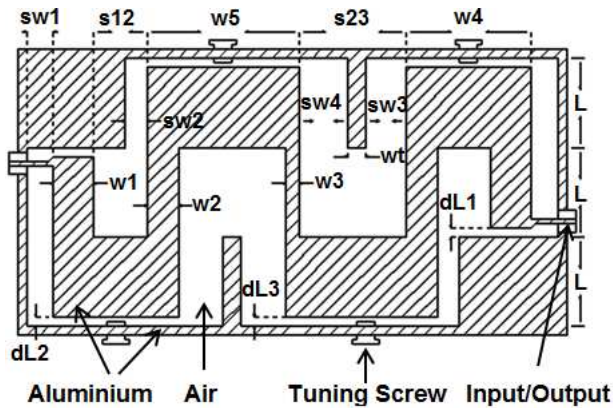 sw1 s12 w5 s23 w4
sw4 sw3 L
sw2
wt
w1 w3 L
w2 dL1
dL3 L
dL2
Aluminium Air Tuning Screw Input/Output